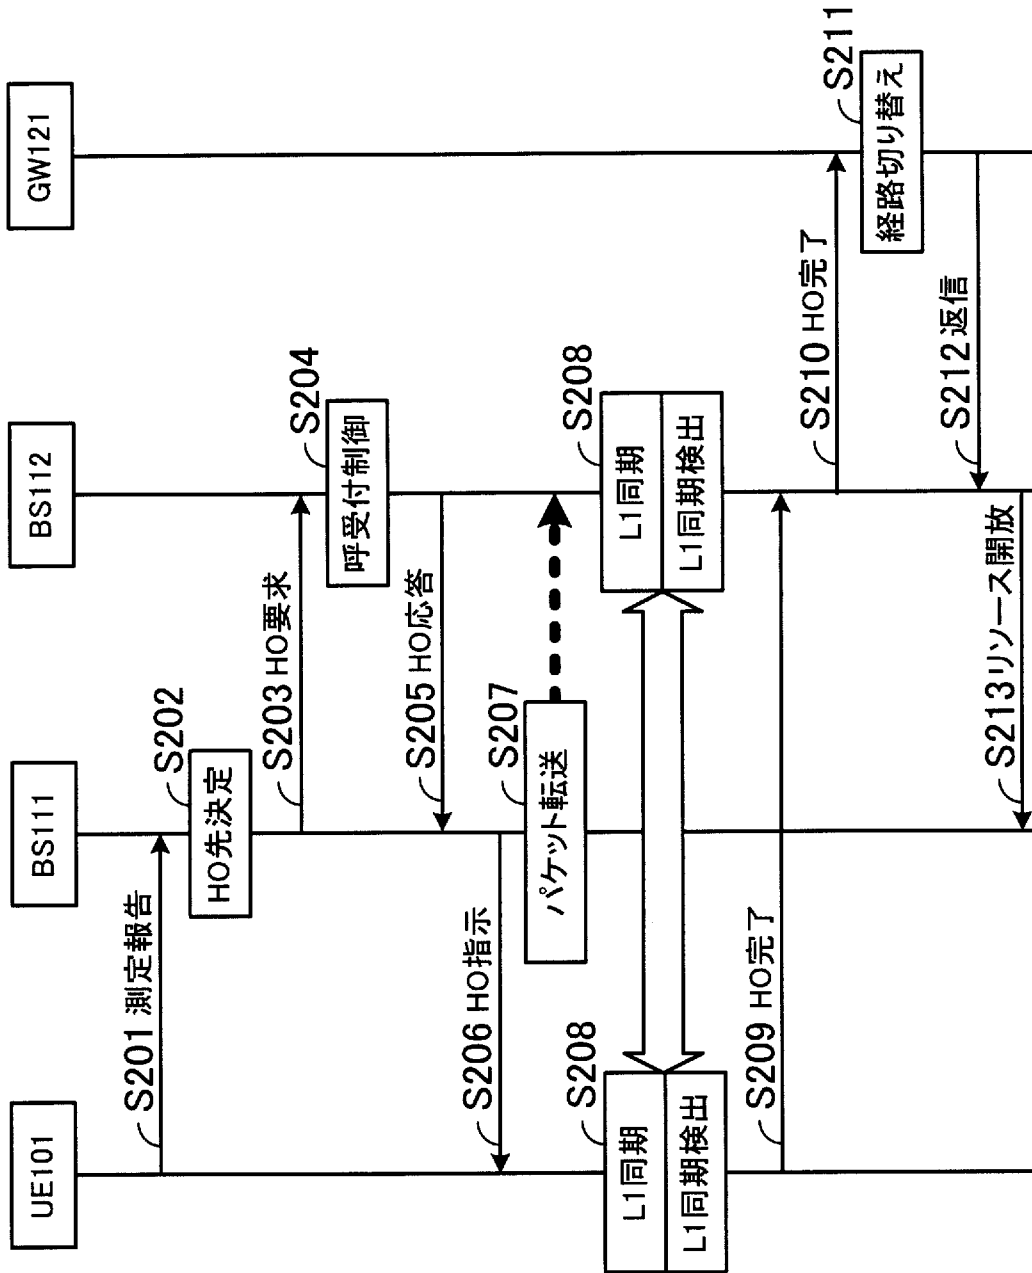 UE101
BS111
BS112
GW121
S201 測定報告
S202
HO先決定
S203 HO要求
S204
呼受付制御
S205 HO応答
S206 HO指示
S207
パケット転送
S208
L1同期
L1同期検出
S208
L1同期
L1同期検出
S209 HO完了
S210 HO完了
S211
経路切り替え
S212 返信
S213 リソース開放